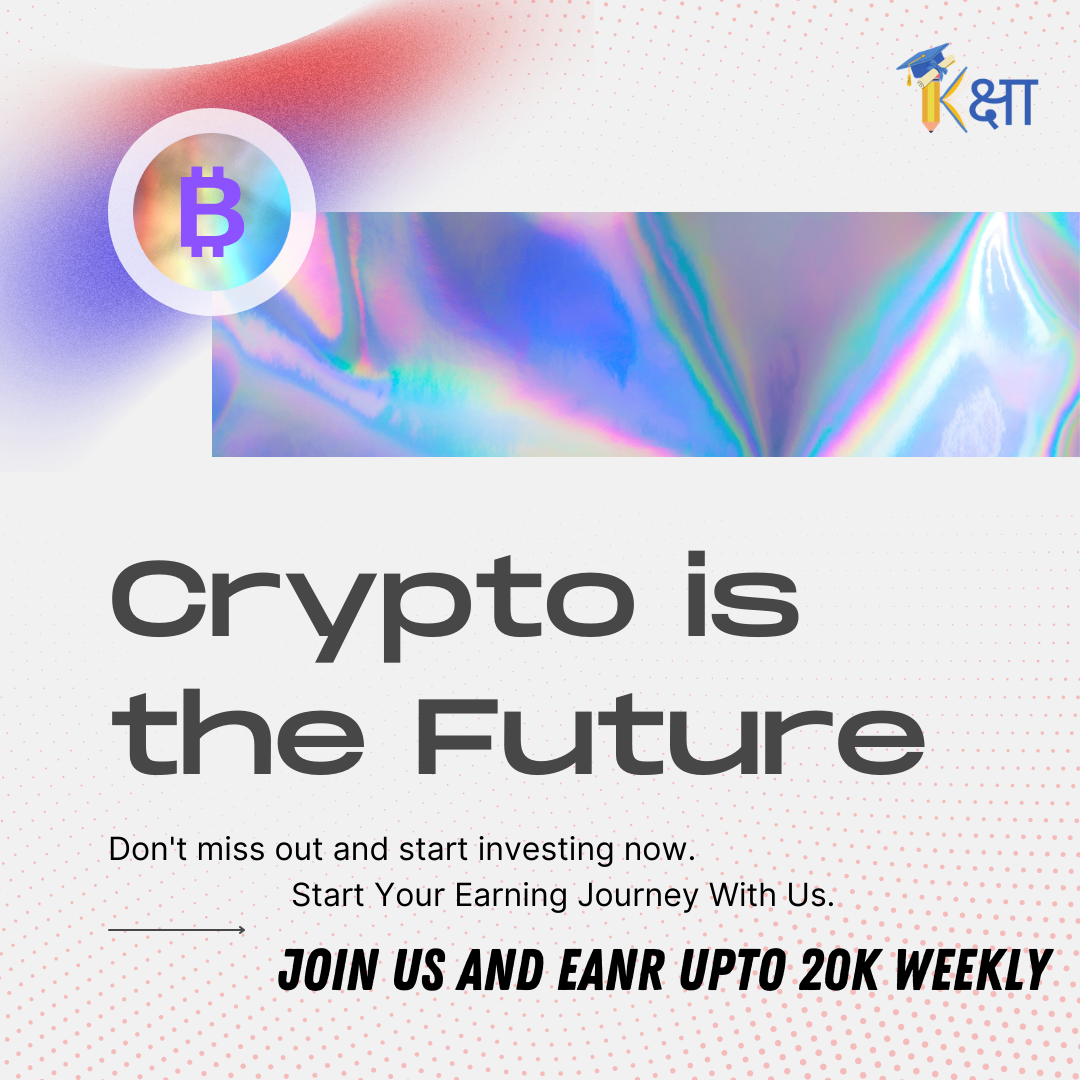 Kक्षा
₿
Crypto is
the Future
Don't miss out and start investing now.
Start Your Earning Journey With Us.
JOIN US AND EANR UPTO 20K WEEKLY